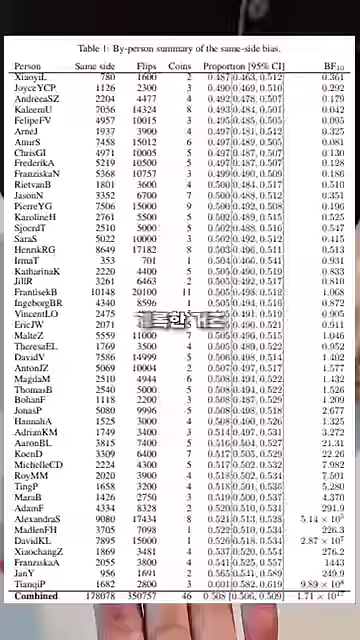 Table 1: By-person summary of the same-side bias.
Person Same side Flips Coins Proportion [95% CI] BF10
XiaoyiL 780 1600 2 0.487[0.463, 0.512] 0.361
JoyceYCP 1126 2300 3 0.490[0.469, 0.510] 0.292
AndreeaSZ 2204 4477 4 0.492[0.478, 0.507] 0.179
KaleemU 7056 14324 8 0.493[0.484, 0.501] 0.042
FelipeFV 4957 10015 3 0.495[0.485, 0.505] 0.095
ArneJ 1937 3900 4 0.497[0.481, 0.512] 0.325
AmirS 7458 15012 6 0.497[0.489, 0.505] 0.081
ChrisGI 4971 10005 5 0.497[0.487, 0.507] 0.130
FrederikA 5219 10500 5 0.497[0.487, 0.507] 0.128
FranziskaN 5368 10757 3 0.499[0.490, 0.509] 0.186
RietvanB 1801 3600 4 0.500[0.484, 0.517] 0.510
JasonN 3352 6700 7 0.500[0.488, 0.512] 0.351
PierreYG 7506 15000 9 0.500[0.492, 0.508] 0.196
KarolineH 2761 5500 5 0.502[0.489, 0.515] 0.525
SjoerdT 2510 5000 5 0.502[0.488, 0.516] 0.547
SaraS 5022 10000 3 0.502[0.492, 0.512] 0.415
HenrikRG 8649 17182 8 0.503[0.496, 0.511] 0.513
IrmaT 353 701 1 0.504[0.466, 0.541] 0.931
KatharinaK 2220 4400 5 0.505[0.490, 0.519] 0.833
JillR 3261 6463 2 0.505[0.492, 0.517] 0.810
FrantisekB 10148 20100 11 0.505[0.498, 0.512] 1.068
IngeborgBR 4340 8596 1 0.505[0.494, 0.516] 0.872
VincentLO 2475 0.491, 0.519] 0.905
EricJW 2071 0.490, 0.521] 0.911
MalteZ 5559 11000 7 0.505[0.496, 0.515] 1.046
TheresaEL 1769 3500 4 0.505[0.489, 0.522] 0.952
DavidV 7586 14999 5 0.506[0.498, 0.514] 1.402
AntonJZ 5069 10004 2 0.507[0.497, 0.517] 1.577
MagdaM 2510 4944 6 0.508[0.494, 0.522] 1.432
ThomasB 2540 5000 5 0.508[0.494, 0.522] 1.526
BohanF 1118 2200 3 0.508[0.487, 0.529] 1.209
JonasP 5080 9996 5 0.508[0.498, 0.518] 2.677
HannahA 1525 3000 4 0.508[0.490, 0.526] 1.325
AdrianKM 1749 3400 3 0.514[0.497, 0.531] 3.272
AaronBL 3815 7400 5 0.516[0.504, 0.527] 21.31
KoenD 3309 6400 7 0.517[0.505, 0.529] 22.26
MichelleCD 2224 4300 5 0.517[0.502, 0.532] 7.982
RoyMM 2020 3900 4 0.518[0.502, 0.534] 7.501
TingP 1658 3200 4 0.518[0.501, 0.536] 5.280
MaraB 1426 2750 3 0.519[0.500, 0.537] 4.370
AdamF 4334 8328 2 0.520[0.510, 0.531] 291.9
AlexandraS 9080 17434 8 0.521[0.513, 0.528] 5.14 × 10
MadlenFH 3705 7098 1 0.522[0.510, 0.534] 226.3
DavidKL 7895 15000 1 0.526[0.518, 0.534] 2.87 × 10
XiaochangZ 1869 3481 4 0.537[0.520, 0.554] 276.2
FranziskaA 2055 3800 4 0.541[0.525, 0.557] 1443
JanY 956 1691 2 0.565[0.541, 0.589] 249.9
TianqiP 1682 2800 3 0.601[0.582, 0.619] 9.89 × 10
Combined 178078 350757 46 0.508 [0.506, 0.509] 1.71 × 10